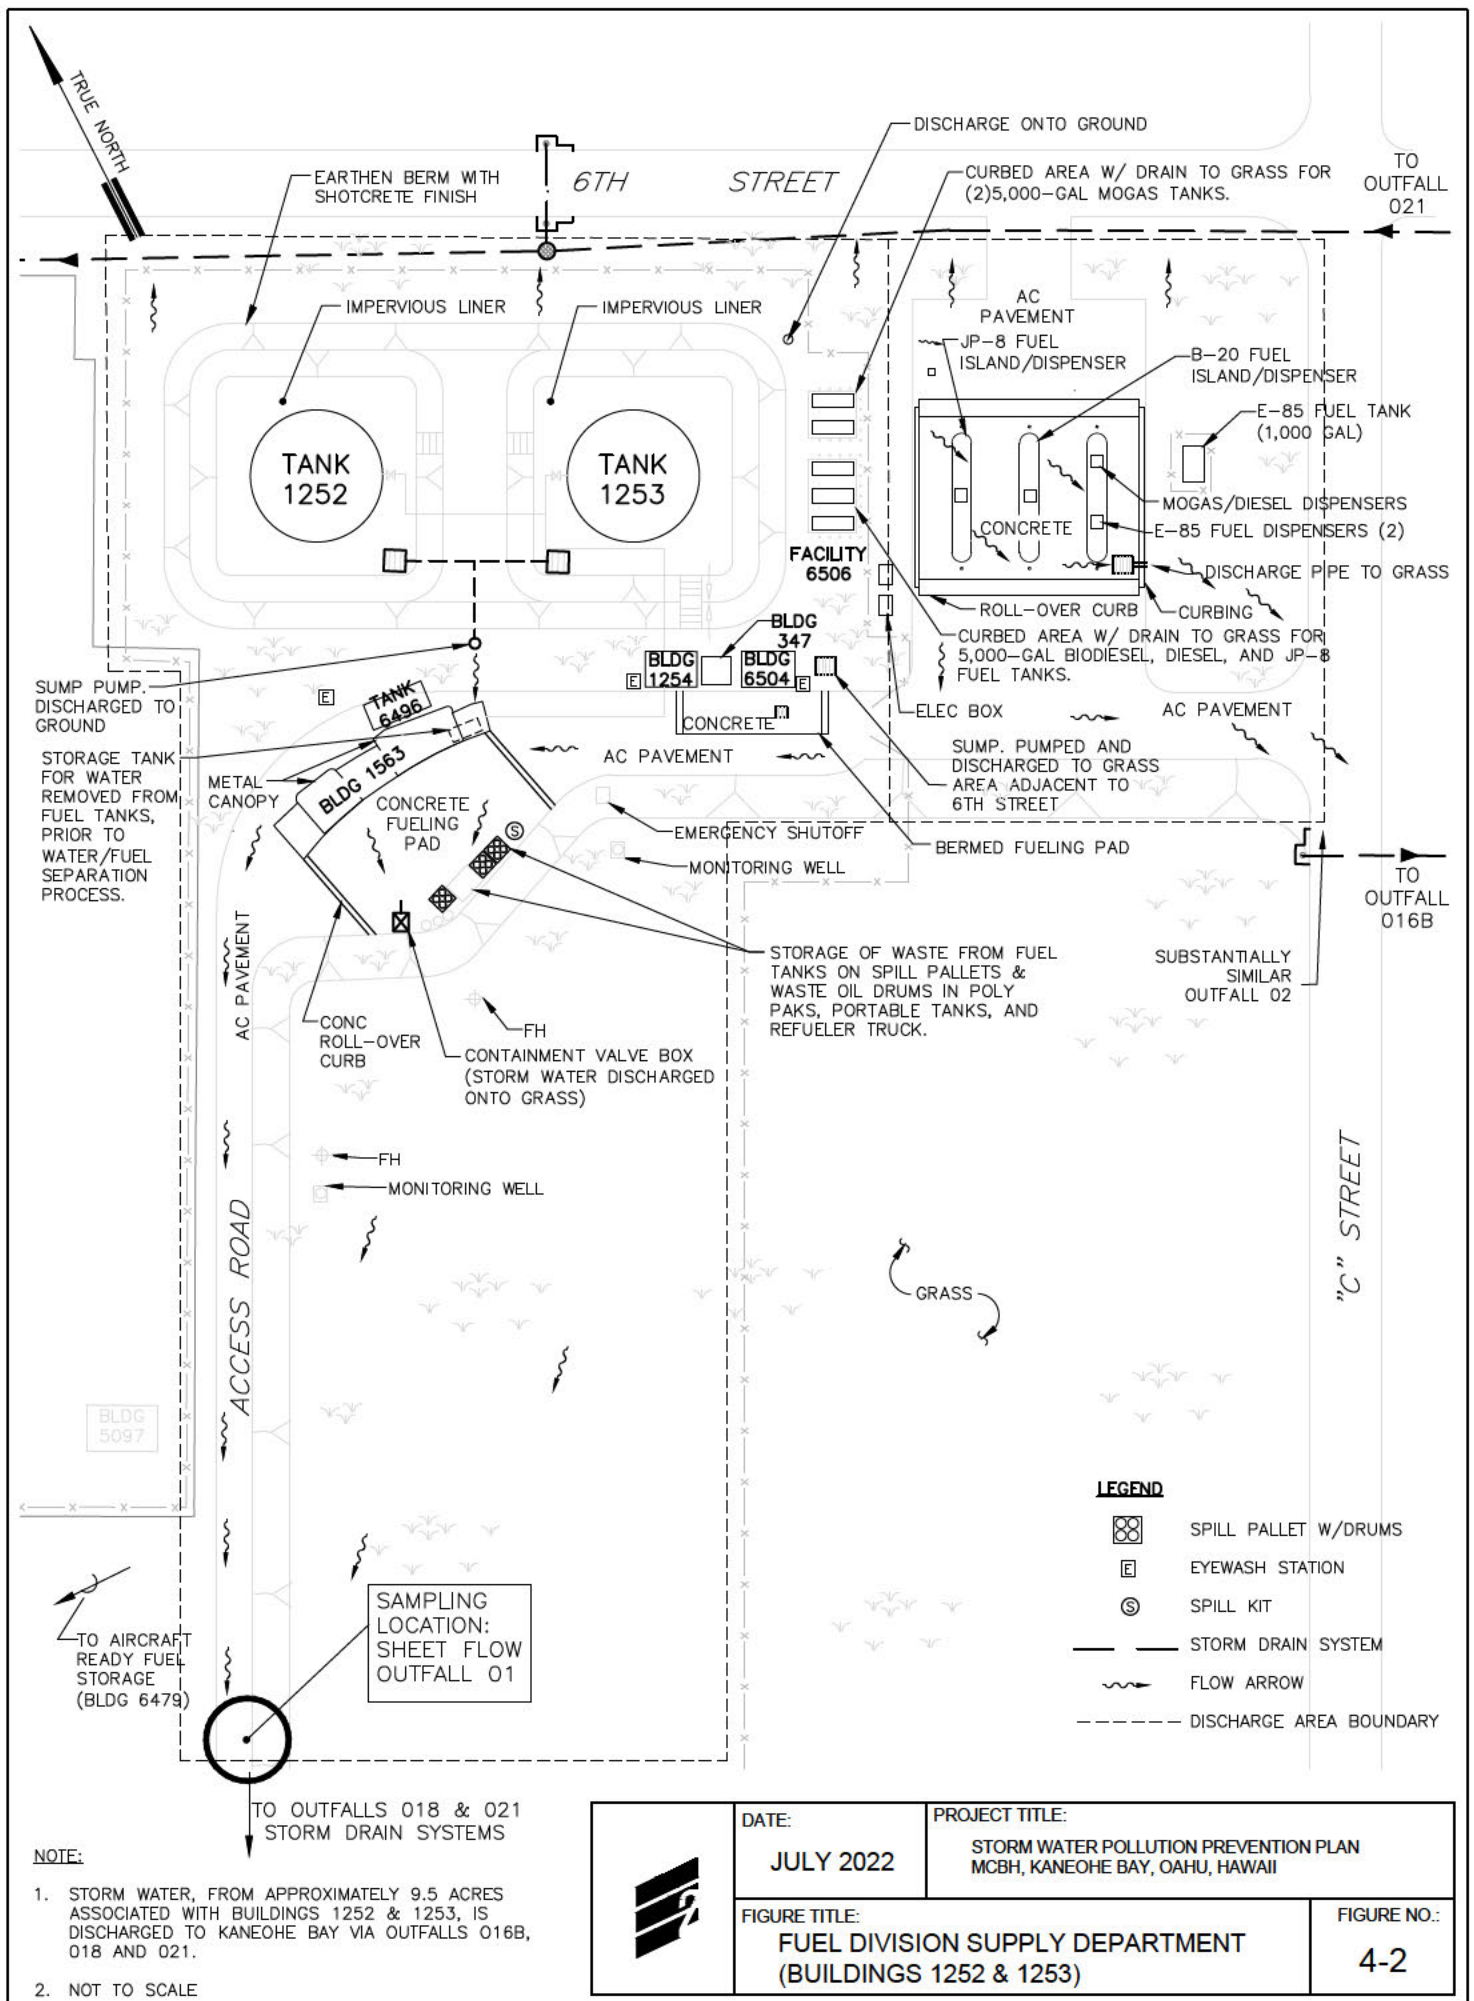 TRUE NORTH
DISCHARGE ONTO GROUND
EARTHEN BERM WITH
SHOTCRETE FINISH
6TH STREET
CURBED AREA W/ DRAIN TO GRASS FOR
(2)5,000-GAL MOGAS TANKS.
TO
OUTFALL
021
IMPERVIOUS LINER
IMPERVIOUS LINER
AC
PAVEMENT
JP-8 FUEL
ISLAND/DISPENSER
B-20 FUEL
ISLAND/DISPENSER
E-85 FUEL TANK
(1,000 GAL)
TANK
1252
TANK
1253
MOGAS/DIESEL DISPENSERS
CONCRETE
E-85 FUEL DISPENSERS (2)
FACILITY
6506
DISCHARGE PIPE TO GRASS
ROLL-OVER CURB
CURBING
BLDG
347
CURBED AREA W/ DRAIN TO GRASS FOR
5,000-GAL BIODIESEL, DIESEL, AND JP-8
FUEL TANKS.
BLDG
1254
BLDG
6504
E
E
E
SUMP PUMP.
DISCHARGED TO
GROUND
TANK
6496
CONCRETE
ELEC BOX
AC PAVEMENT
STORAGE TANK
FOR WATER
REMOVED FROM
FUEL TANKS,
PRIOR TO
WATER/FUEL
SEPARATION
PROCESS.
METAL
CANOPY
BLDG 1563
AC PAVEMENT
SUMP. PUMPED AND
DISCHARGED TO GRASS
AREA ADJACENT TO
6TH STREET
CONCRETE
FUELING
PAD
S
EMERGENCY SHUTOFF
BERMED FUELING PAD
MONITORING WELL
TO
OUTFALL
016B
AC PAVEMENT
STORAGE OF WASTE FROM FUEL
TANKS ON SPILL PALLETS &
WASTE OIL DRUMS IN POLY
PAKS, PORTABLE TANKS, AND
REFUELER TRUCK.
SUBSTANTIALLY
SIMILAR
OUTFALL 02
CONC
ROLL-OVER
CURB
FH
CONTAINMENT VALVE BOX
(STORM WATER DISCHARGED
ONTO GRASS)
FH
MONITORING WELL
ACCESS ROAD
"C" STREET
GRASS
BLDG
5097
LEGEND
SPILL PALLET W/DRUMS
E EYEWASH STATION
S SPILL KIT
STORM DRAIN SYSTEM
FLOW ARROW
DISCHARGE AREA BOUNDARY
SAMPLING
LOCATION:
SHEET FLOW
OUTFALL 01
TO AIRCRAFT
READY FUEL
STORAGE
(BLDG 6479)
TO OUTFALLS 018 & 021
STORM DRAIN SYSTEMS
NOTE:
1. STORM WATER, FROM APPROXIMATELY 9.5 ACRES
ASSOCIATED WITH BUILDINGS 1252 & 1253, IS
DISCHARGED TO KANEOHE BAY VIA OUTFALLS 016B,
018 AND 021.
2. NOT TO SCALE
2
DATE:
JULY 2022
PROJECT TITLE:
STORM WATER POLLUTION PREVENTION PLAN
MCBH, KANEOHE BAY, OAHU, HAWAII
FIGURE TITLE:
FUEL DIVISION SUPPLY DEPARTMENT
(BUILDINGS 1252 & 1253)
FIGURE NO.:
4-2